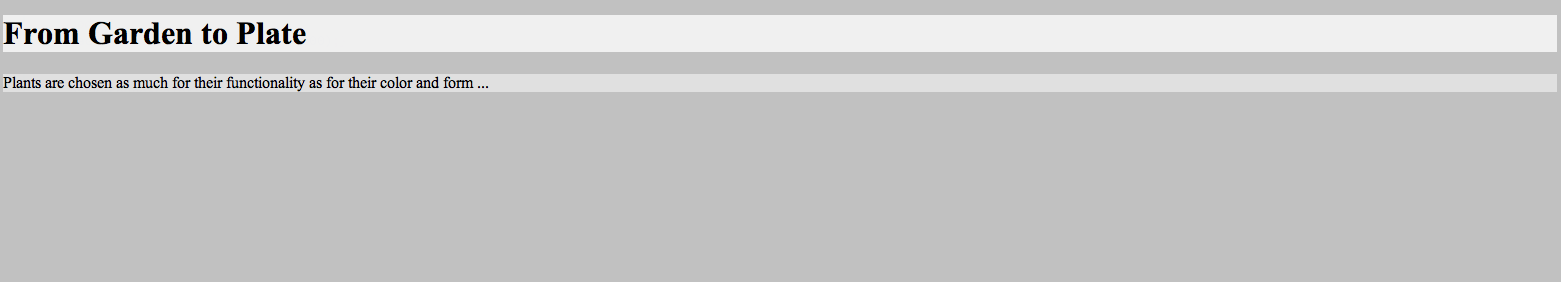 From Garden to Plate
Plants are chosen as much for their functionality as for their color and form ...